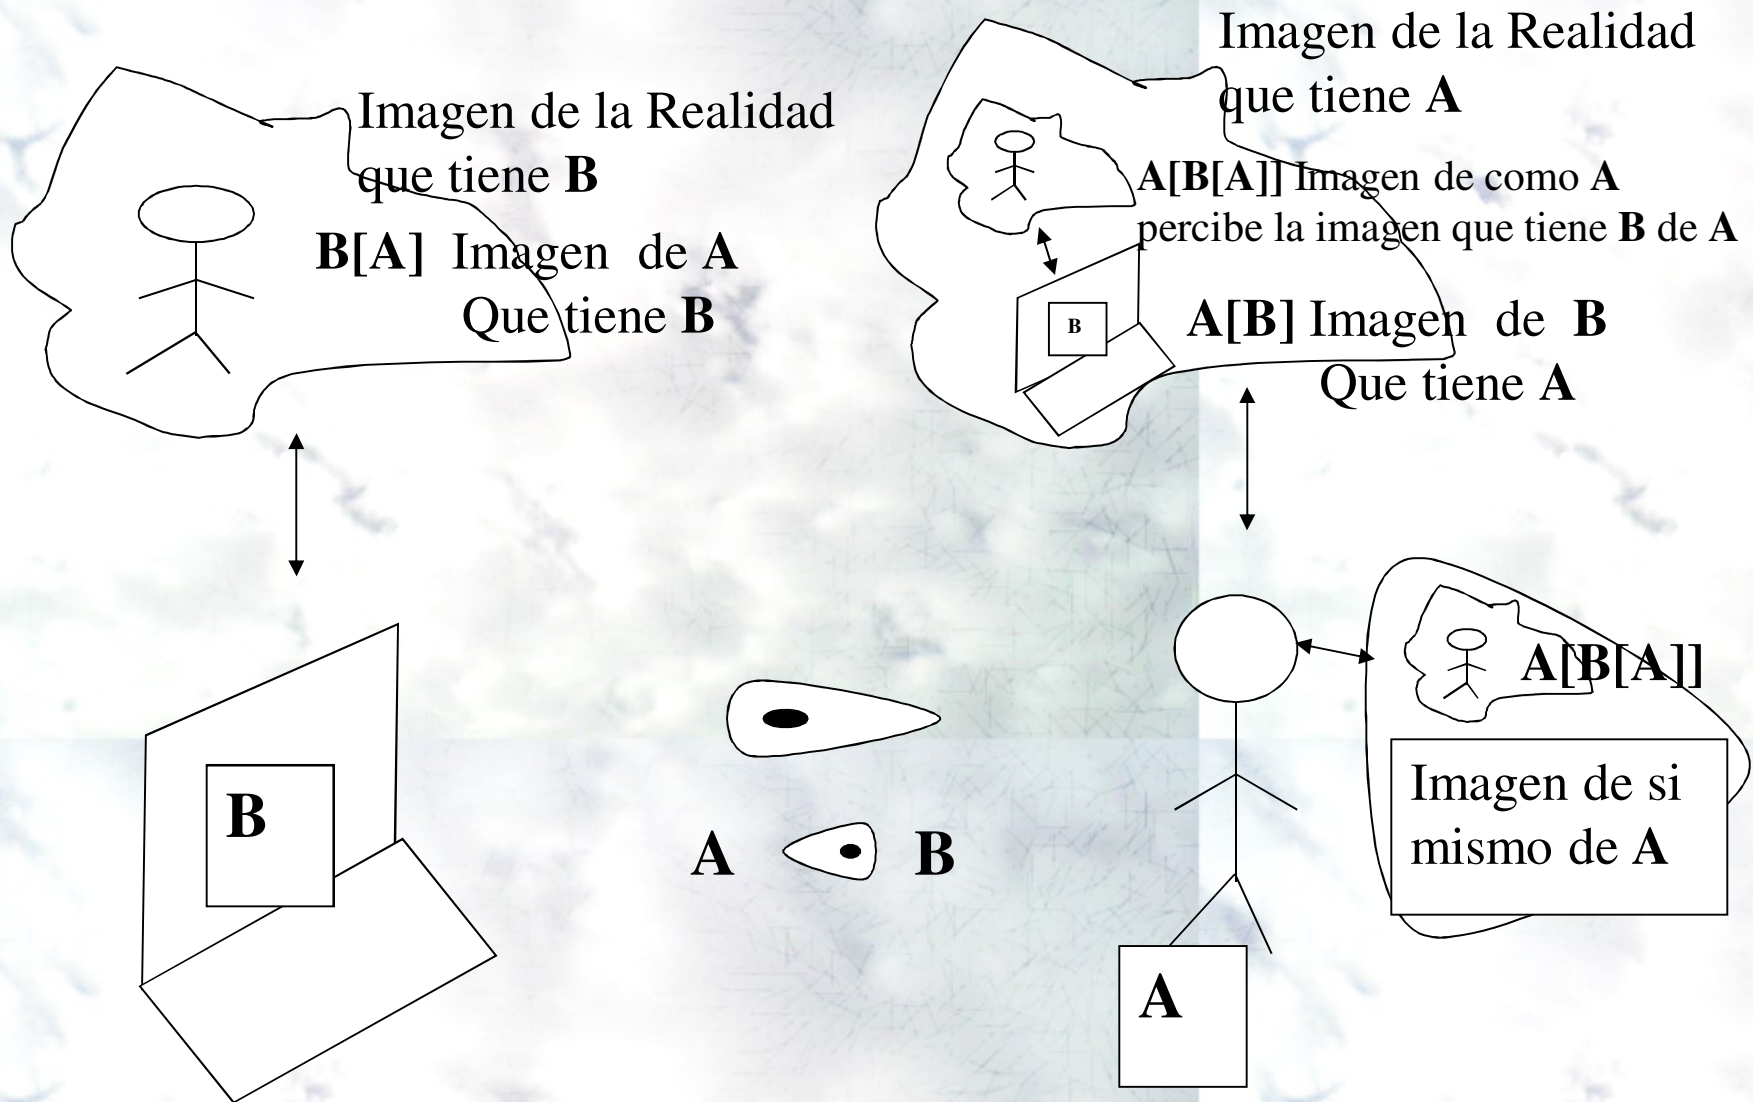 Imagen de la Realidad
que tiene B
B[A] Imagen de A
Que tiene B
Imagen de la Realidad
que tiene A
A[B[A]] Imagen de como A
percibe la imagen que tiene B de A
B
A[B] Imagen de B
Que tiene A
B
A B
A[B[A]]
Imagen de si
mismo de A
A